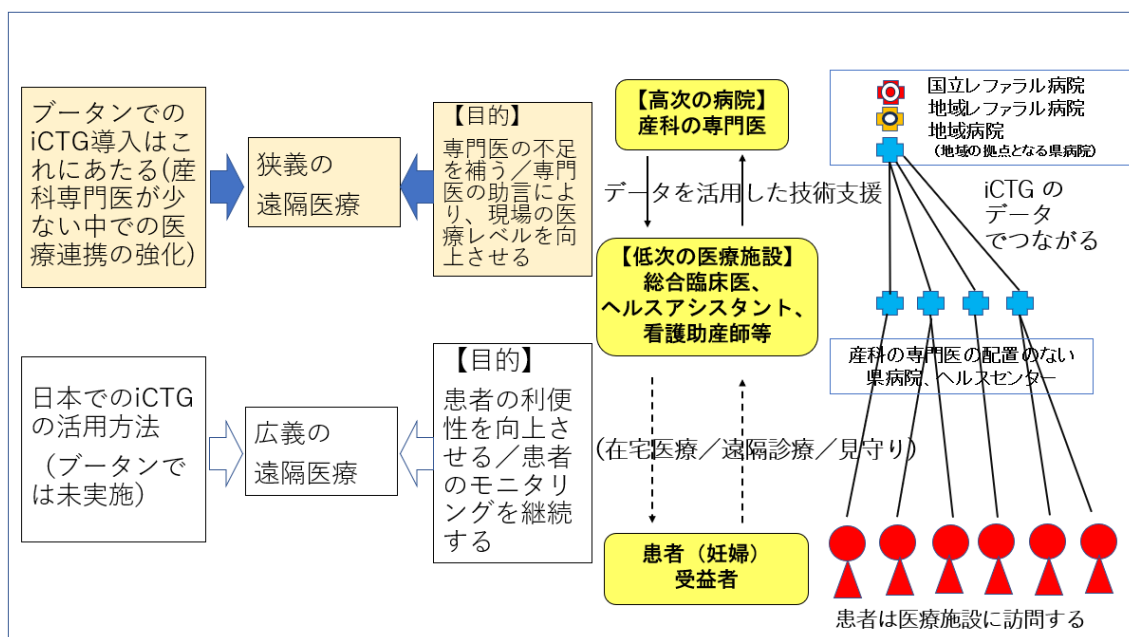 ブータンでの
iCTG導入はこ
れにあたる(産
科専門医が少
ない中での医
療連携の強化)
狭義の
遠隔医療
【目的】
専門医の不足
を補う／専門
医の助言によ
り、現場の医
療レベルを向
上させる
日本でのiCTG
の活用方法
（ブータンで
は未実施）
広義の
遠隔医療
【目的】
患者の利便
性を向上さ
せる／患者
のモニタリ
ングを継続
する
【高次の病院】
産科の専門医
データを活用した技術支援
【低次の医療施設】
総合臨床医、
ヘルスアシスタント、
看護助産師等
(在宅医療／遠隔診療／見守り)
患者（妊婦）
受益者
国立レファラル病院
地域レファラル病院
地域病院
（地域の拠点となる県病院）
iCTG の
データ
でつながる
産科の専門医の配置のない
県病院、ヘルスセンター
患者は医療施設に訪問する